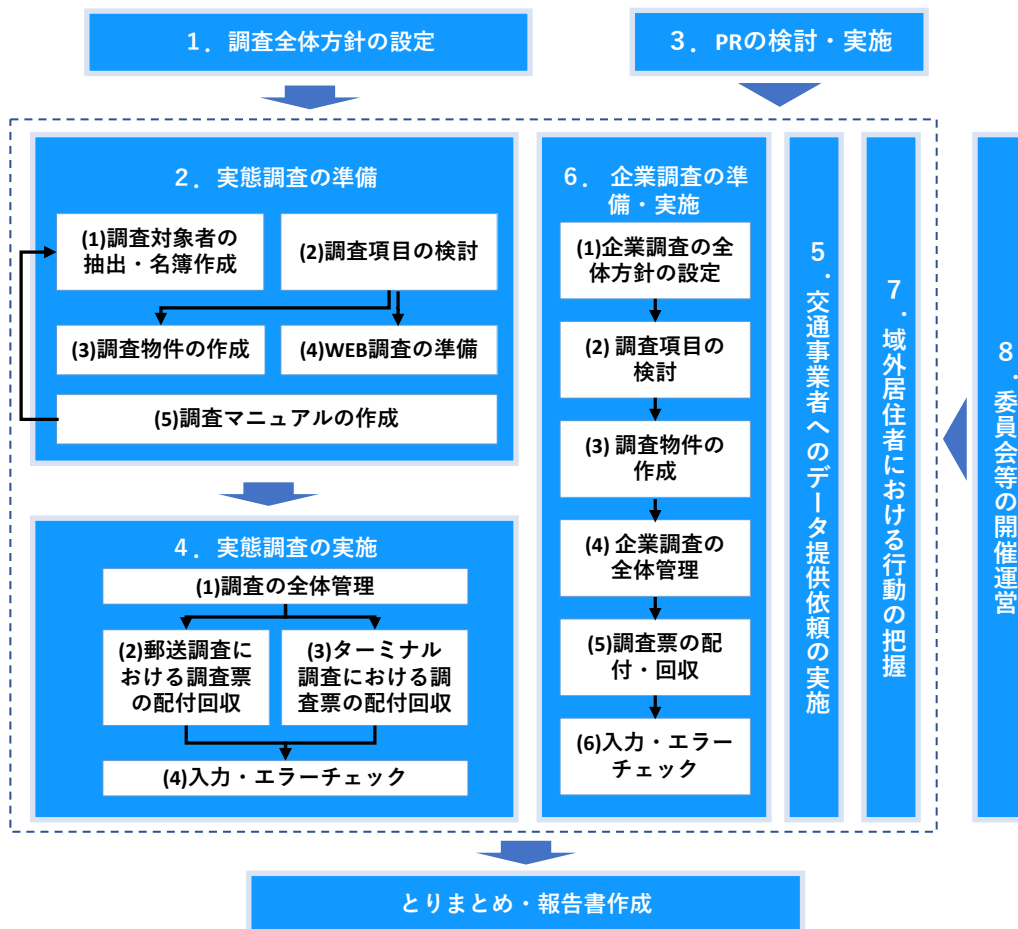 1．調査全体方針の設定
3．PRの検討・実施
2．実態調査の準備
(1)調査対象者の
抽出・名簿作成
(2)調査項目の検討
(3)調査物件の作成
(4)WEB調査の準備
(5)調査マニュアルの作成
4．実態調査の実施
(1)調査の全体管理
(2)郵送調査に
おける調査票
の配付回収
(3)ターミナル
調査における調
査票の配付回収
(4)入力・エラーチェック
6．企業調査の準
備・実施
(1)企業調査の全
体方針の設定
(2) 調査項目の
検討
(3) 調査物件の
作成
(4) 企業調査の
全体管理
(5)調査票の配
付・回収
(6)入力・エラー
チェック
5．交通事業者へのデータ提供依頼の実施
7．域外居住者における行動の把握
8．委員会等の開催運営
とりまとめ・報告書作成